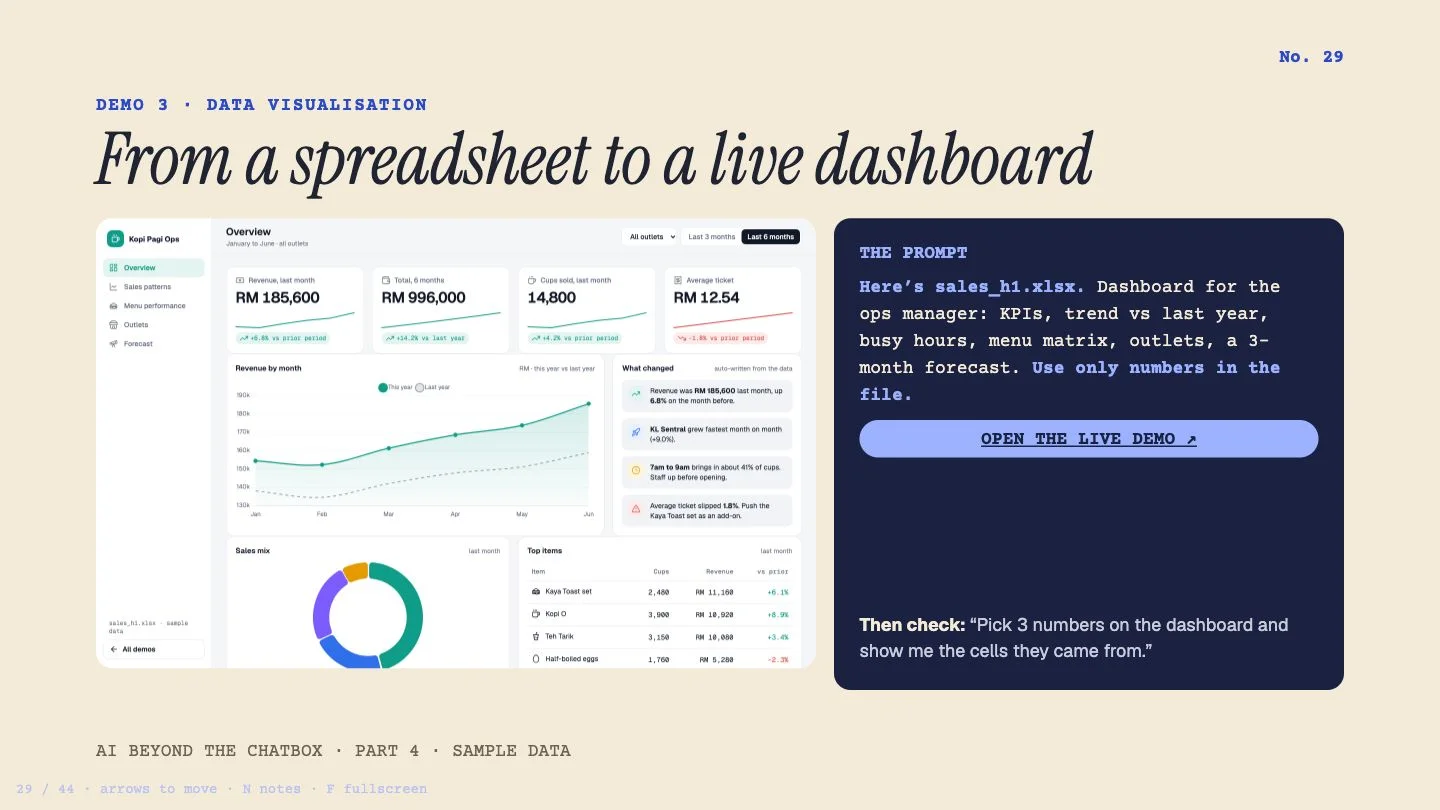 No. 29
DEMO 3 · DATA VISUALISATION
From a spreadsheet to a live dashboard
Kopi Pagi Ops
Overview
Sales patterns
Menu performance
Outlets
Forecast
sales_h1.xlsx · sample
data
← All demos
Overview
January to June · all outlets
All outlets
Last 3 months
Last 6 months
Revenue, last month
RM 185,600
+6.8% vs prior period
Total, 6 months
RM 996,000
+14.2% vs last year
Cups sold, last month
14,800
+4.2% vs prior period
Average ticket
RM 12.54
-1.8% vs prior period
Revenue by month
RM · this year vs last year
This year
Last year
190k
180k
170k
160k
150k
140k
130k
Jan
Feb
Mar
Apr
May
Jun
What changed
auto-written from the data
Revenue was RM 185,600 last month, up
6.8% on the month before.
KL Sentral grew fastest month on month
(+9.0%).
7am to 9am brings in about 41% of cups.
Staff up before opening.
Average ticket slipped 1.8%. Push the
Kaya Toast set as an add-on.
Sales mix
last month
Top items
last month
Item Cups Revenue vs prior
Kaya Toast set 2,480 RM 11,160 +6.1%
Kopi O 3,900 RM 10,920 +8.9%
Teh Tarik 3,150 RM 10,080 +3.4%
Half-boiled eggs 1,760 RM 5,280 -2.3%
THE PROMPT
Here's sales_h1.xlsx. Dashboard for the
ops manager: KPIs, trend vs last year,
busy hours, menu matrix, outlets, a 3-
month forecast. Use only numbers in the
file.
OPEN THE LIVE DEMO ↗
Then check: “Pick 3 numbers on the dashboard and
show me the cells they came from.”
AI BEYOND THE CHATBOX · PART 4 · SAMPLE DATA
29 / 44 · arrows to move · N notes · F fullscreen